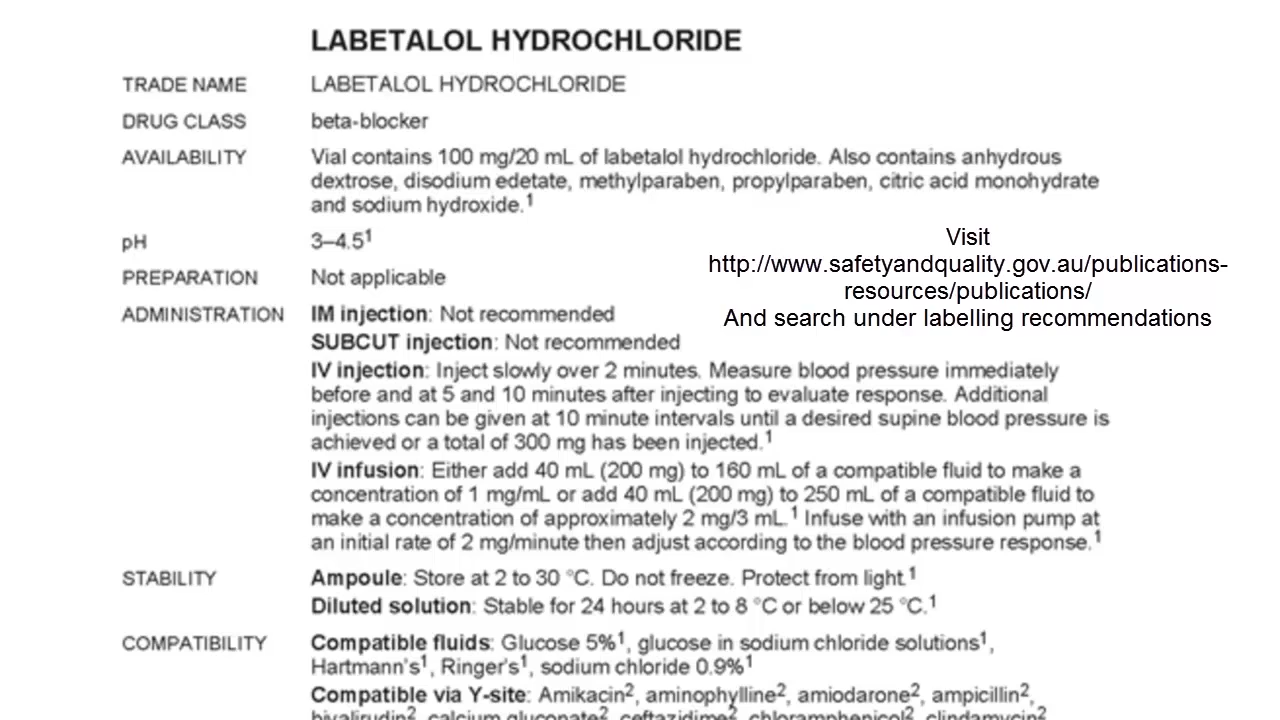 LABETALOL HYDROCHLORIDE
TRADE NAME LABETALOL HYDROCHLORIDE
DRUG CLASS beta-blocker
AVAILABILITY Vial contains 100 mg/20 mL of labetalol hydrochloride. Also contains anhydrous
dextrose, disodium edetate, methylparaben, propylparaben, citric acid monohydrate
and sodium hydroxide.1
pH 3–4.51
PREPARATION Not applicable
Visit
http://www.safetyandquality.gov.au/publications-
resources/publications/
And search under labelling recommendations
ADMINISTRATION IM injection: Not recommended
SUBCUT injection: Not recommended
IV injection: Inject slowly over 2 minutes. Measure blood pressure immediately
before and at 5 and 10 minutes after injecting to evaluate response. Additional
injections can be given at 10 minute intervals until a desired supine blood pressure is
achieved or a total of 300 mg has been injected.1
IV infusion: Either add 40 mL (200 mg) to 160 mL of a compatible fluid to make a
concentration of 1 mg/mL or add 40 mL (200 mg) to 250 mL of a compatible fluid to
make a concentration of approximately 2 mg/3 mL.1 Infuse with an infusion pump at
an initial rate of 2 mg/minute then adjust according to the blood pressure response.1
STABILITY Ampoule: Store at 2 to 30 °C. Do not freeze. Protect from light.1
Diluted solution: Stable for 24 hours at 2 to 8 °C or below 25 °C.1
COMPATIBILITY Compatible fluids: Glucose 5%1, glucose in sodium chloride solutions1,
Hartmann's1, Ringer's1, sodium chloride 0.9%1
Compatible via Y-site: Amikacin2, aminophylline2, amiodarone2, ampicillin2,
bivalirudin2, calcium gluconate2, ceftazidime2, chloramphenicol2, clindamycin2